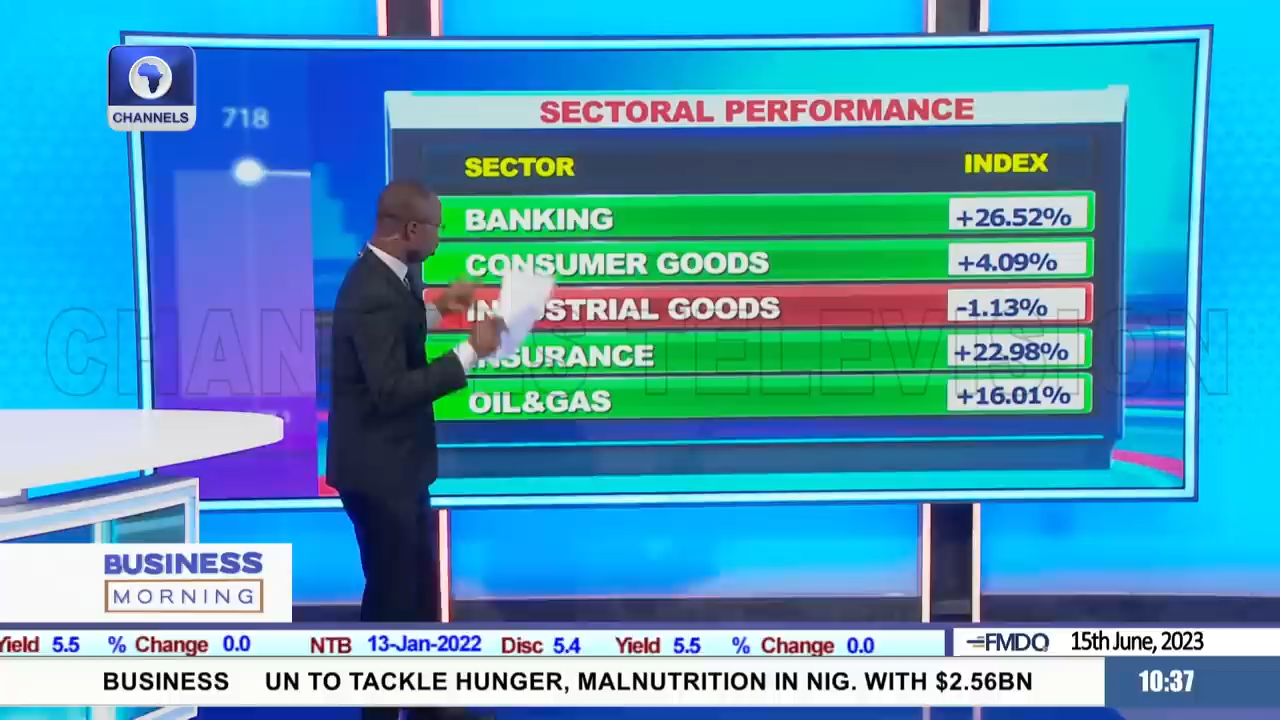 CHANNELS
718
SECTORAL PERFORMANCE
SECTOR INDEX
BANKING +26.52%
CONSUMER GOODS +4.09%
INDUSTRIAL GOODS -1.13%
INSURANCE +22.98%
OIL&GAS +16.01%
CHANNELS TELEVISION
BUSINESS
MORNING
Yield 5.5 % Change 0.0 NTB 13-Jan-2022 Disc 5.4 Yield 5.5 % Change 0.0 FMDQ 15th June, 2023
BUSINESS UN TO TACKLE HUNGER, MALNUTRITION IN NIG. WITH $2.56BN 10:37